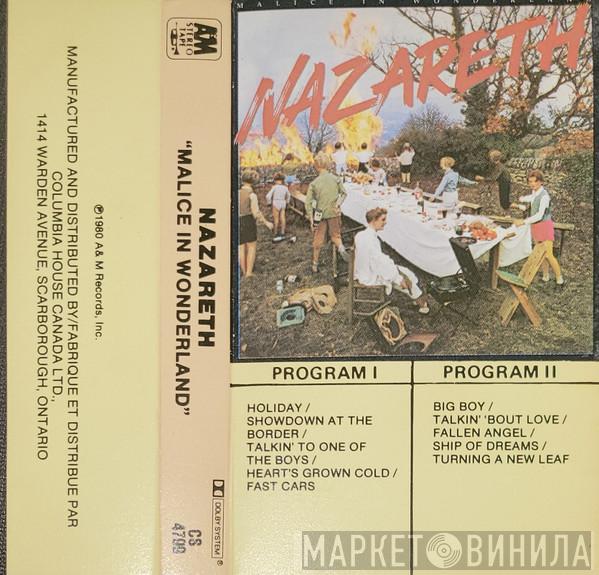 MANUFACTURED AND DISTRIBUTED BY/FABRIQUE ET DISTRIBUE PAR
COLUMBIA HOUSE CANADA LTD.,
1414 WARDEN AVENUE, SCARBOROUGH, ONTARIO
℗1980 A & M Records, Inc.
A&M
STEREO
TAPE
NAZARETH
"MALICE IN WONDERLAND"
DOLBY SYSTEM ®
CS
4799
MALICE IN WONDERLAND
NAZARETH
PROGRAM I
HOLIDAY /
SHOWDOWN AT THE
BORDER /
TALKIN' TO ONE OF
THE BOYS /
HEART'S GROWN COLD /
FAST CARS
PROGRAM II
BIG BOY /
TALKIN' 'BOUT LOVE /
FALLEN ANGEL /
SHIP OF DREAMS /
TURNING A NEW LEAF
МАРКЕТ ВИНИЛА